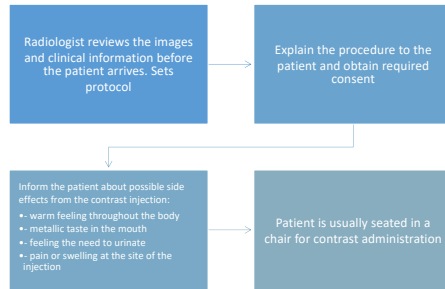 Radiologist reviews the images
and clinical information before
the patient arrives. Sets
protocol
Explain the procedure to the
patient and obtain required
consent
Inform the patient about possible side
effects from the contrast injection:
•- warm feeling throughout the body
•- metallic taste in the mouth
•- feeling the need to urinate
•- pain or swelling at the site of the
injection
Patient is usually seated in a
chair for contrast administration